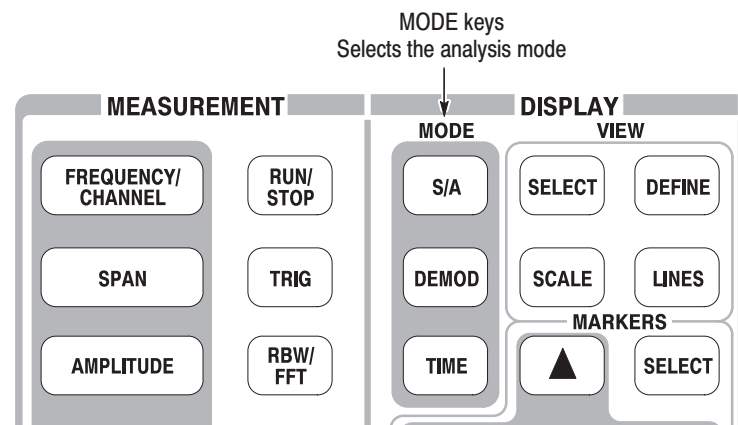 MODE keys
Selects the analysis mode
MEASUREMENT
DISPLAY
MODE
VIEW
FREQUENCY/
CHANNEL
RUN/
STOP
S/A
SELECT
DEFINE
SPAN
TRIG
DEMOD
SCALE
LINES
MARKERS
AMPLITUDE
RBW/
FFT
TIME
SELECT